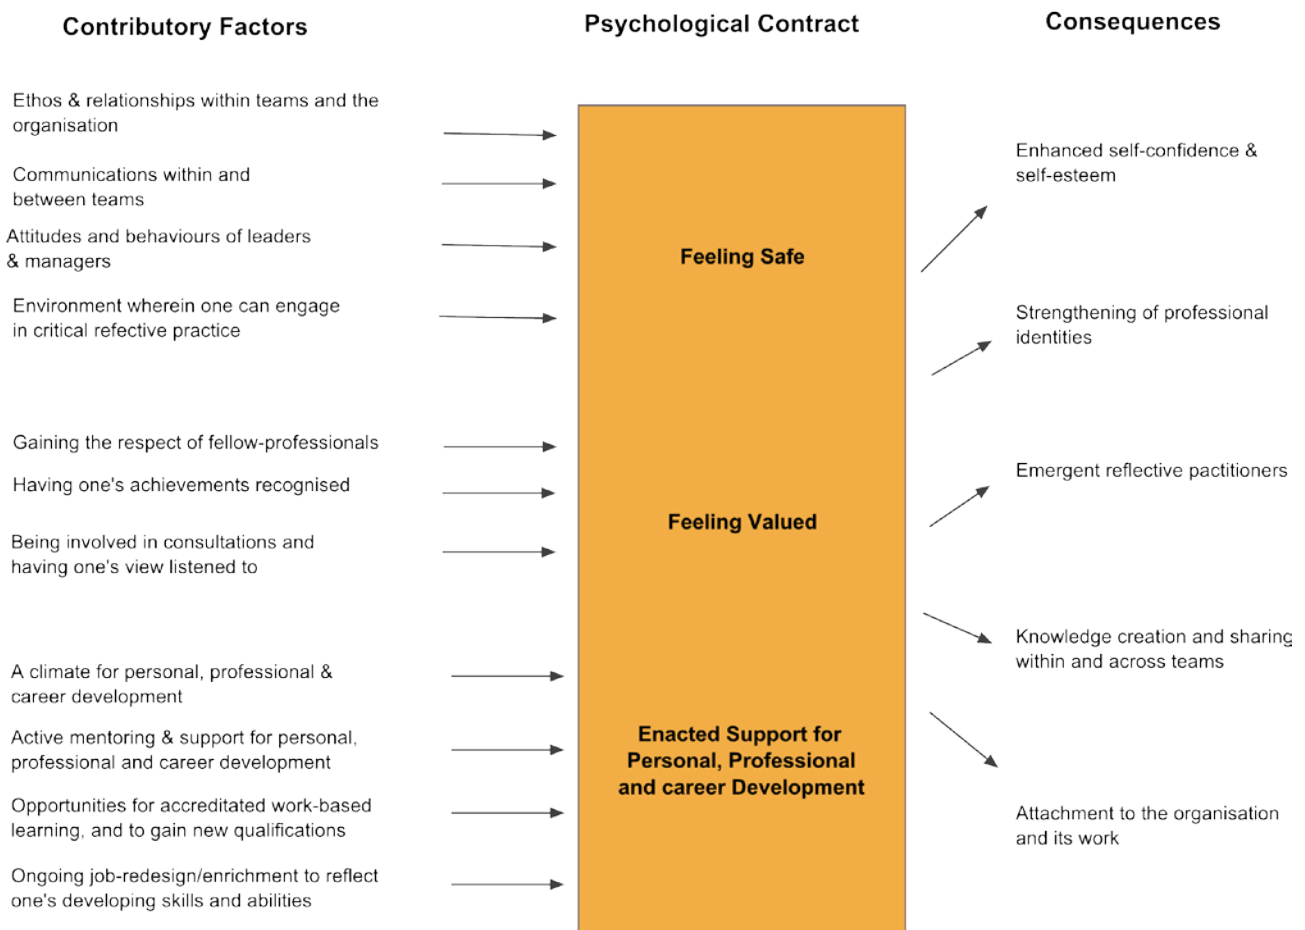 Contributory Factors
Psychological Contract
Consequences
Ethos & relationships within teams and the
organisation
Communications within and
between teams
Attitudes and behaviours of leaders
& managers
Environment wherein one can engage
in critical refective practice
Gaining the respect of fellow-professionals
Having one's achievements recognised
Being involved in consultations and
having one's view listened to
A climate for personal, professional &
career development
Active mentoring & support for personal,
professional and career development
Opportunities for accreditated work-based
learning, and to gain new qualifications
Ongoing job-redesign/enrichment to reflect
one's developing skills and abilities
Feeling Safe
Feeling Valued
Enacted Support for
Personal, Professional
and career Development
Enhanced self-confidence &
self-esteem
Strengthening of professional
identities
Emergent reflective pactitioners
Knowledge creation and sharing
within and across teams
Attachment to the organisation
and its work